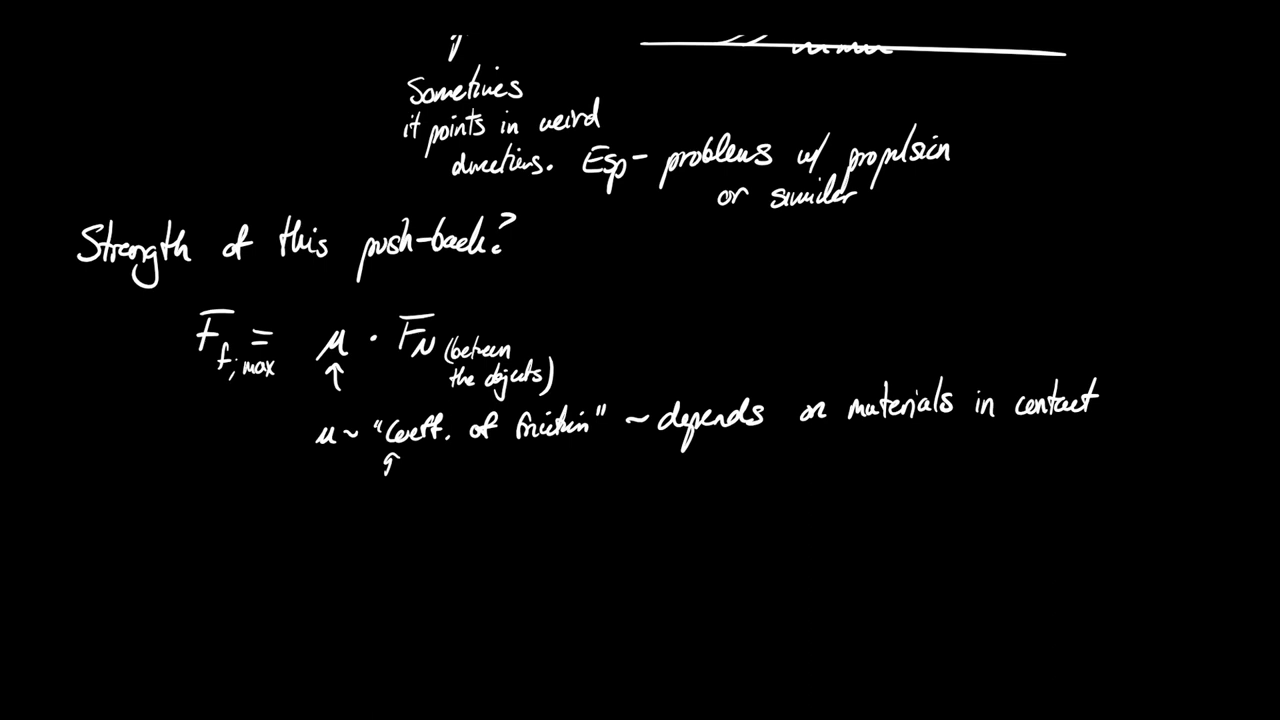 Sometimes
it points in weird
directions. Esp- problems w/ propulsion
or similar
Strength of this push-back?
F̅f,max = μ · F̅N (between
the objects)
μ ~ "Coeff. of friction" ~ depends on materials in contact